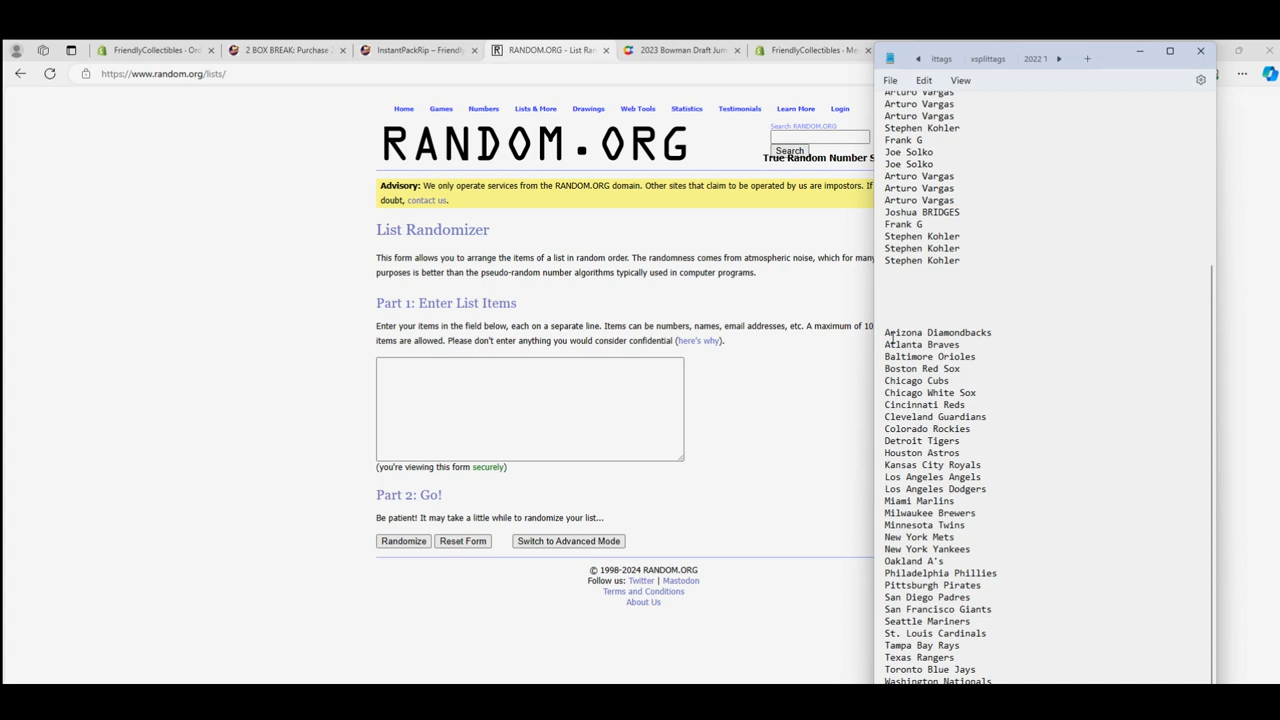 FriendlyCollectibles - Ord
2 BOX BREAK: Purchase
InstantPackRip – Friendly
RANDOM.ORG - List Ran
2023 Bowman Draft Jum
FriendlyCollectibles - Me
https://www.random.org/lists/
Home Games Numbers Lists & More Drawings Web Tools Statistics Testimonials Learn More Login
RANDOM.ORG
Search RANDOM.ORG
Search
True Random Number S
Advisory: We only operate services from the RANDOM.ORG domain. Other sites that claim to be operated by us are impostors. If
doubt, contact us.
List Randomizer
This form allows you to arrange the items of a list in random order. The randomness comes from atmospheric noise, which for many
purposes is better than the pseudo-random number algorithms typically used in computer programs.
Part 1: Enter List Items
Enter your items in the field below, each on a separate line. Items can be numbers, names, email addresses, etc. A maximum of 10
items are allowed. Please don't enter anything you would consider confidential (here's why).
(you're viewing this form securely)
Part 2: Go!
Be patient! It may take a little while to randomize your list...
Randomize Reset Form Switch to Advanced Mode
© 1998-2024 RANDOM.ORG
Follow us: Twitter | Mastodon
Terms and Conditions
About Us
ittags xsplittags 2022 1
File Edit View
Arturo Vargas
Arturo Vargas
Arturo Vargas
Stephen Kohler
Frank G
Joe Solko
Joe Solko
Arturo Vargas
Arturo Vargas
Arturo Vargas
Joshua BRIDGES
Frank G
Stephen Kohler
Stephen Kohler
Stephen Kohler
Arizona Diamondbacks
Atlanta Braves
Baltimore Orioles
Boston Red Sox
Chicago Cubs
Chicago White Sox
Cincinnati Reds
Cleveland Guardians
Colorado Rockies
Detroit Tigers
Houston Astros
Kansas City Royals
Los Angeles Angels
Los Angeles Dodgers
Miami Marlins
Milwaukee Brewers
Minnesota Twins
New York Mets
New York Yankees
Oakland A's
Philadelphia Phillies
Pittsburgh Pirates
San Diego Padres
San Francisco Giants
Seattle Mariners
St. Louis Cardinals
Tampa Bay Rays
Texas Rangers
Toronto Blue Jays
Washington Nationals